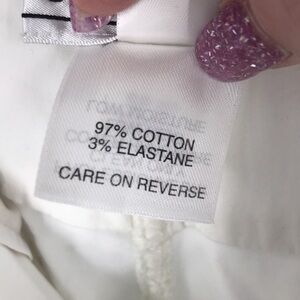 97% COTTON
3% ELASTANE
CARE ON REVERSE